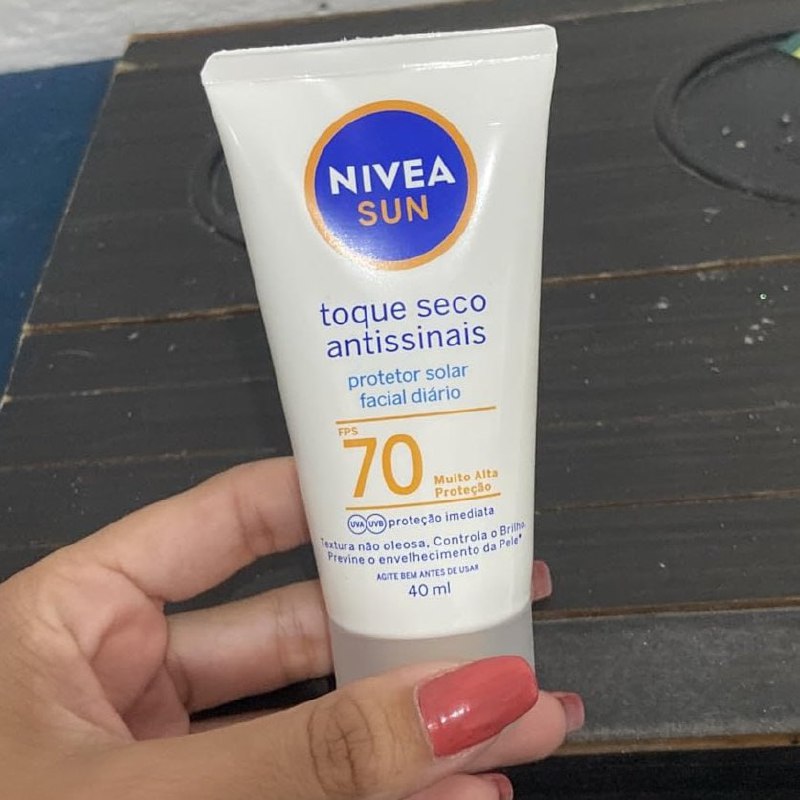 NIVEA
SUN
toque seco
antissinais
protetor solar
facial diário
FPS
70
Muito Alta
Proteção
UVA UVB proteção imediata
Textura não oleosa, Controla o Brilho,
Previne o envelhecimento da Pele*
AGITE BEM ANTES DE USAR
40 ml